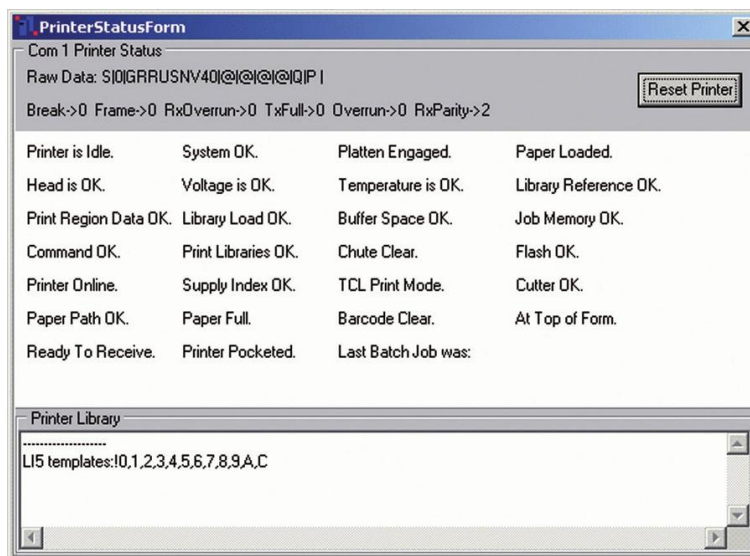 PrinterStatusForm
Com 1 Printer Status
Raw Data: S|0|GRRUSNV40|@|@|@|@|Q|P |
Reset Printer
Break->0 Frame->0 RxOverrun->0 TxFull->0 Overrun->0 RxParity->2
Printer is Idle. System OK. Platten Engaged. Paper Loaded.
Head is OK. Voltage is OK. Temperature is OK. Library Reference OK.
Print Region Data OK. Library Load OK. Buffer Space OK. Job Memory OK.
Command OK. Print Libraries OK. Chute Clear. Flash OK.
Printer Online. Supply Index OK. TCL Print Mode. Cutter OK.
Paper Path OK. Paper Full. Barcode Clear. At Top of Form.
Ready To Receive. Printer Pocketed. Last Batch Job was:
Printer Library
--------------------
LI5 templates:!0,1,2,3,4,5,6,7,8,9,A,C